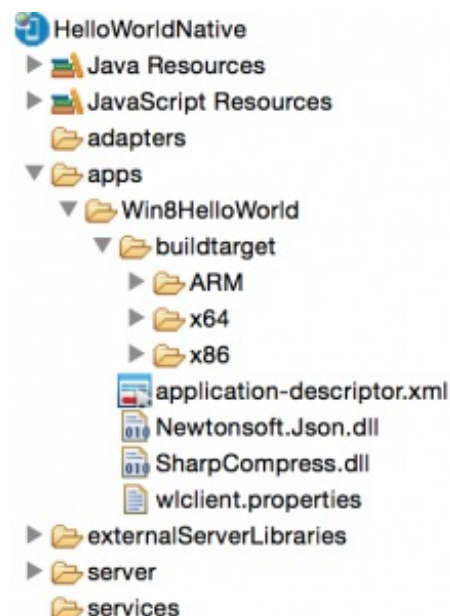 HelloWorldNative
Java Resources
JavaScript Resources
adapters
apps
Win8HelloWorld
buildtarget
ARM
x64
x86
application-descriptor.xml
Newtonsoft.Json.dll
SharpCompress.dll
wlclient.properties
externalServerLibraries
server
services